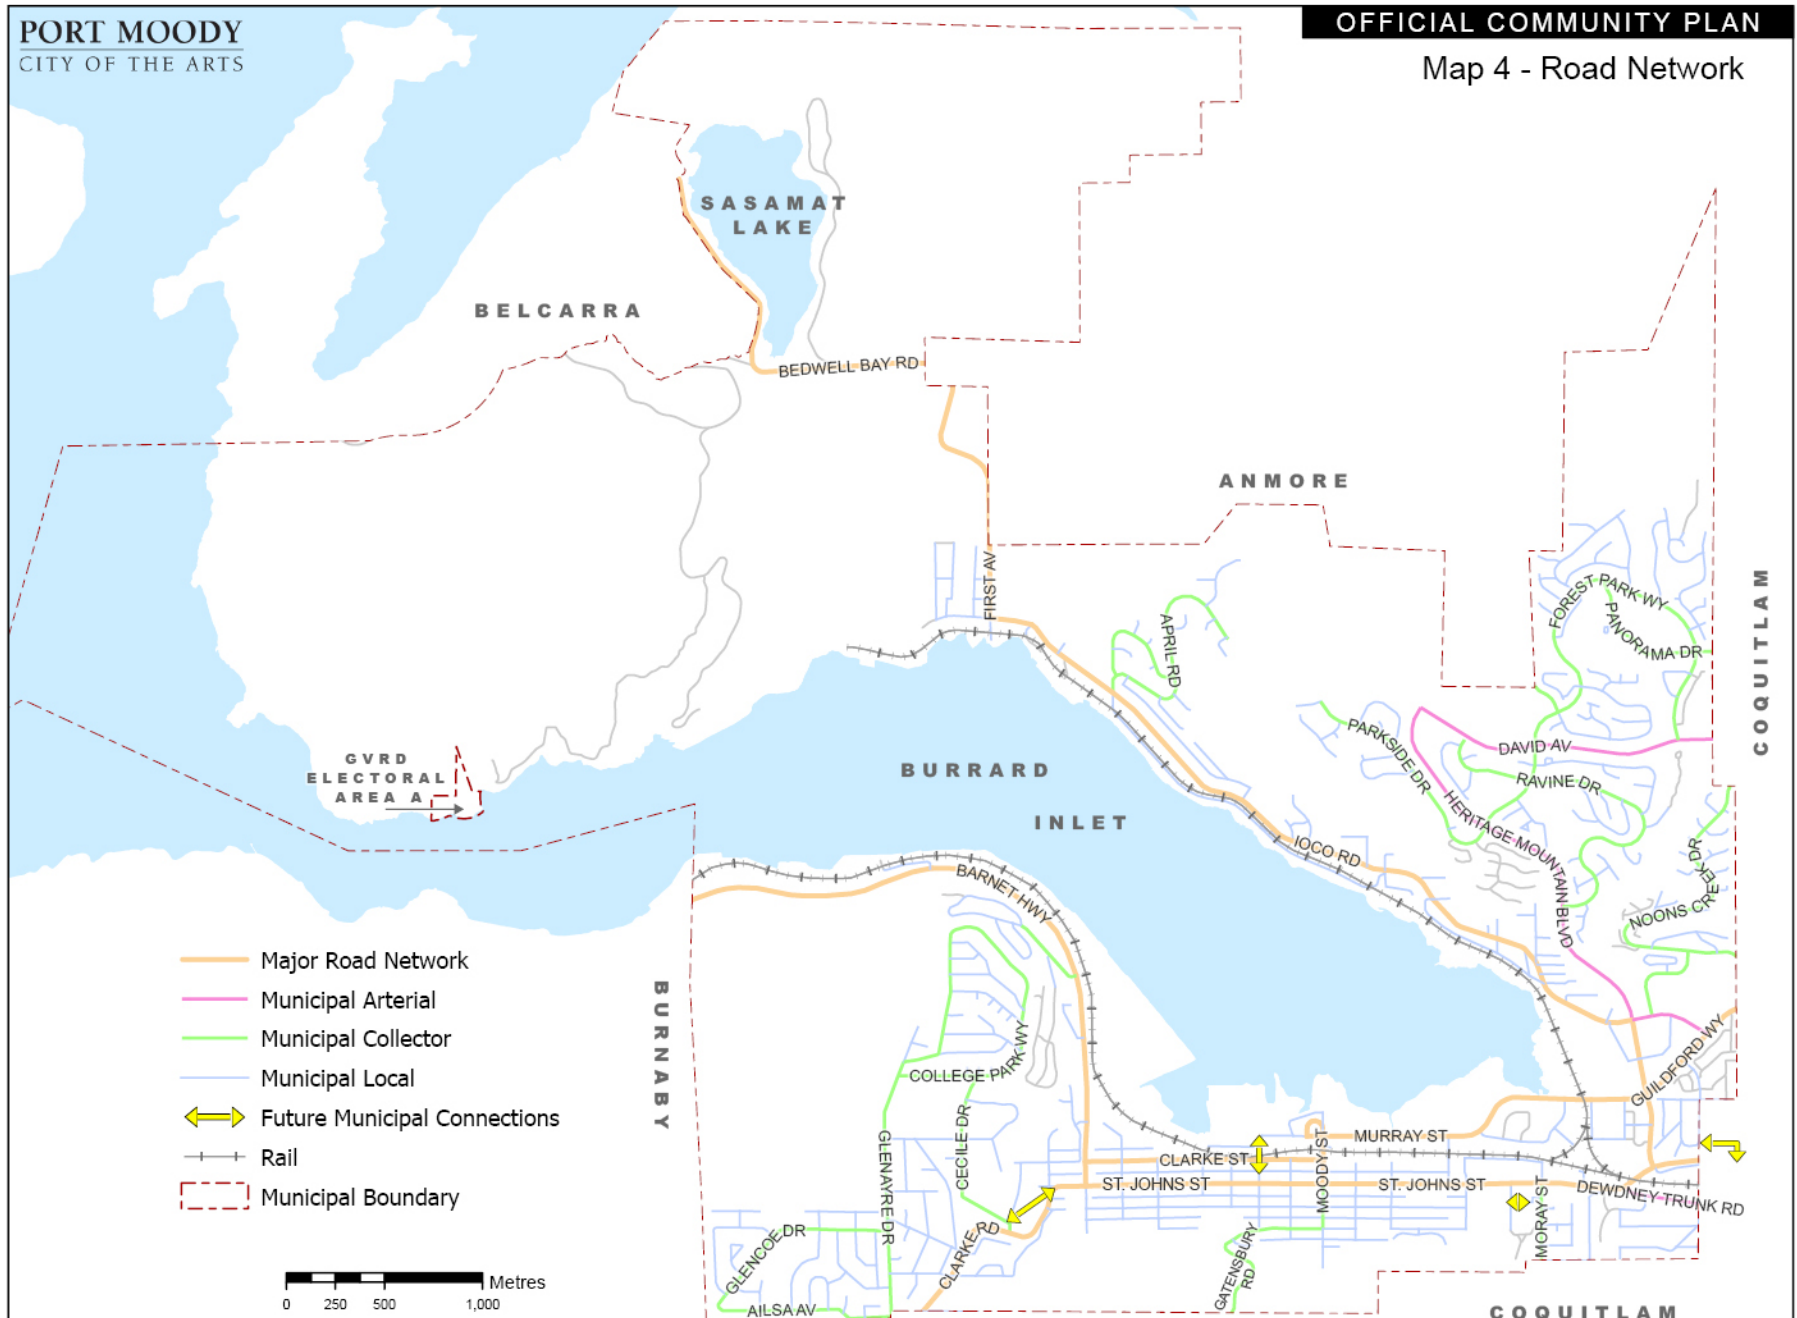 PORT MOODY
CITY OF THE ARTS
OFFICIAL COMMUNITY PLAN
Map 4 - Road Network
SASAMAT
LAKE
BELCARRA
BEDWELL BAY RD
ANMORE
FIRST AV
APRIL RD
FOREST PARK WY
PANORAMA DR
COQUITLAM
PARKSIDE DR
DAVID AV
RAVINE DR
HERITAGE MOUNTAIN BLVD
GVRD
ELECTORAL
AREA A
BURRARD
INLET
IOCO RD
NOONS CREEK DR
BARNET HWY
Major Road Network
Municipal Arterial
Municipal Collector
Municipal Local
Future Municipal Connections
Rail
Municipal Boundary
BURNABY
COLLEGE PARK WY
GUILDFORD WY
CECILE DR
GLENAYRE DR
MURRAY ST
CLARKE ST
MOODY ST
ST. JOHNS ST
ST. JOHNS ST
MORAY ST
DEWDNEY TRUNK RD
CLARKE RD
GLENCOE DR
GATENSBURY
RD
AILSA AV
Metres
0 250 500 1,000
COQUITLAM